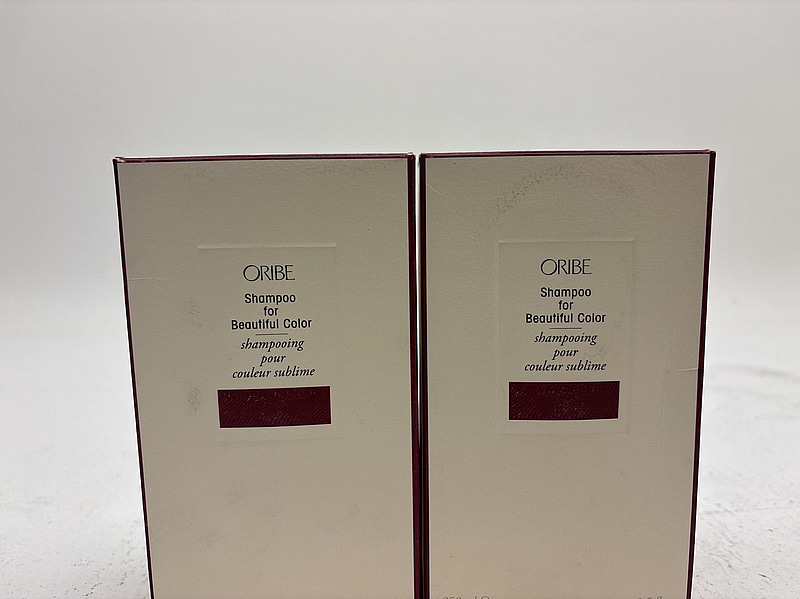 ORIBE
Shampoo
for
Beautiful Color
shampooing
pour
couleur sublime
ORIBE
Shampoo
for
Beautiful Color
shampooing
pour
couleur sublime